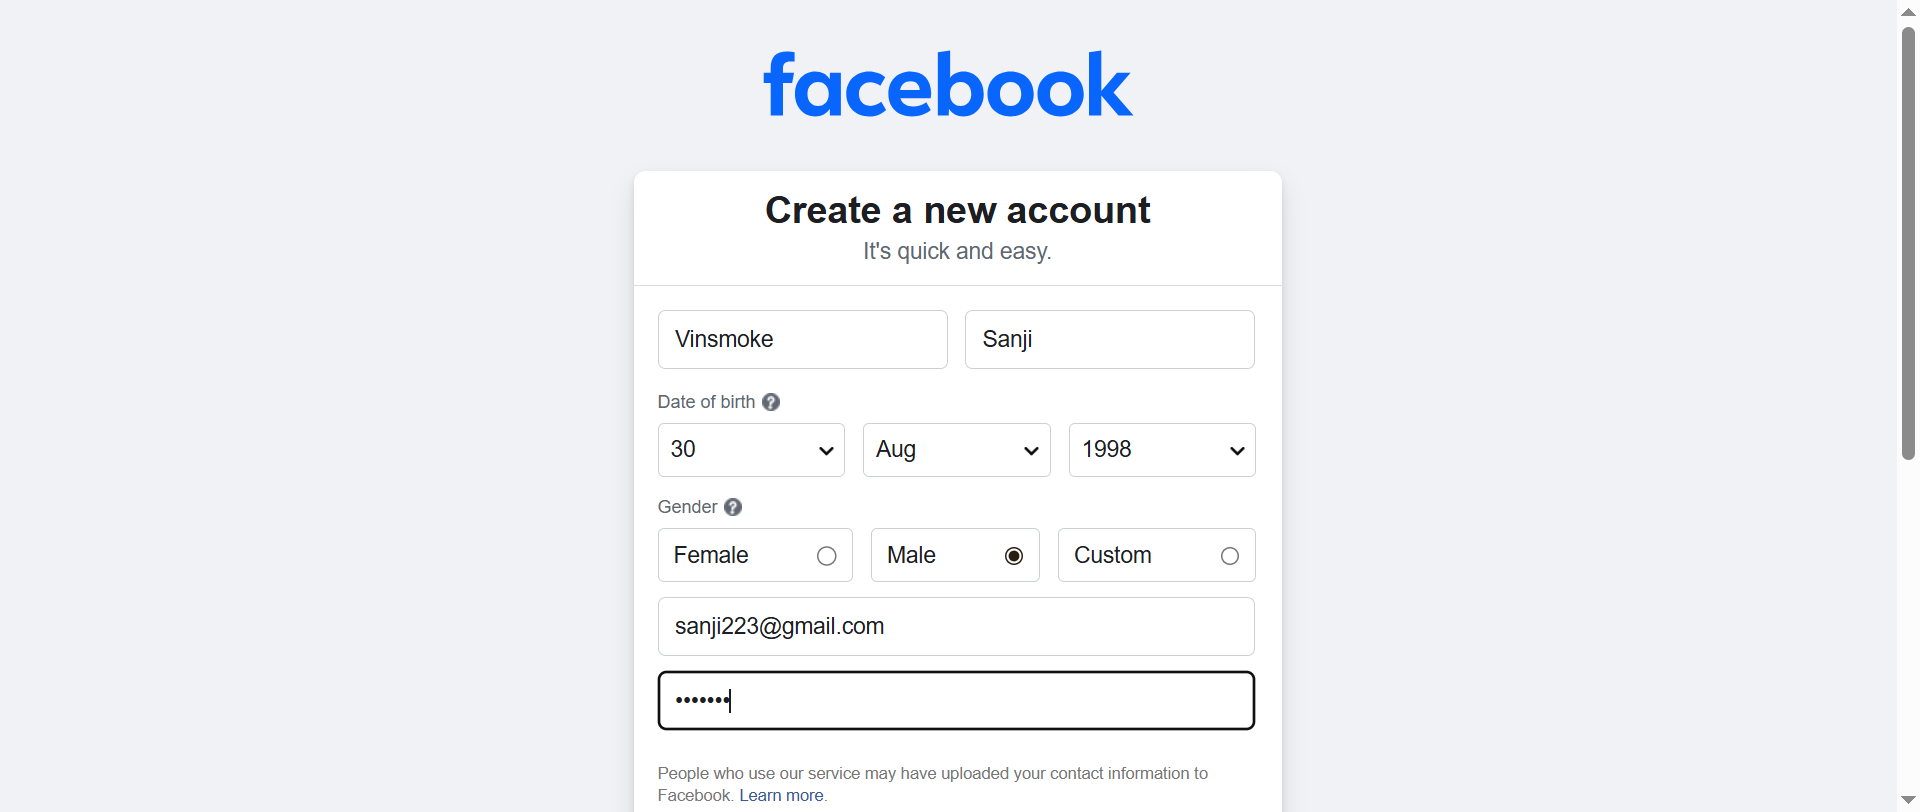 facebook
Create a new account
It's quick and easy.
Vinsmoke Sanji
Date of birth ?
30 Aug 1998
Gender ?
Female Male Custom
sanji223@gmail.com
•••••••
People who use our service may have uploaded your contact information to
Facebook. Learn more.